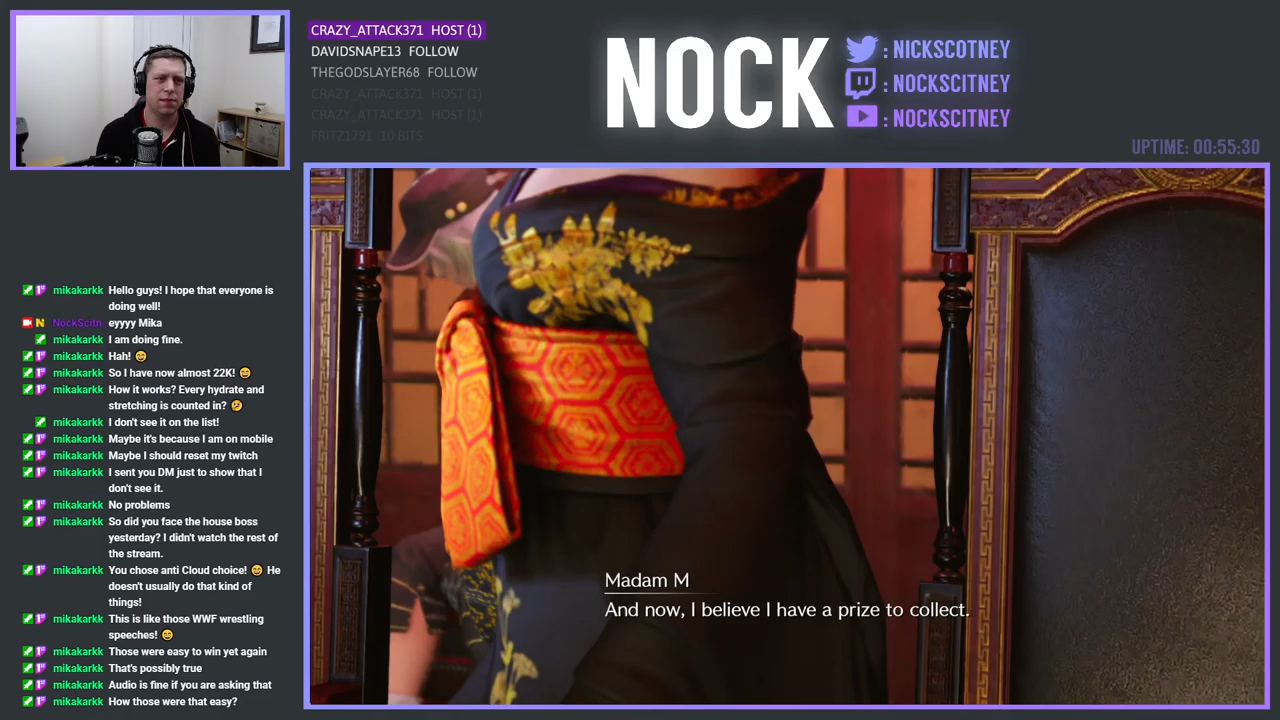 CRAZY_ATTACK371 HOST (1)
DAVIDSNAPE13 FOLLOW
THEGODSLAYER68 FOLLOW
CRAZY_ATTACK371 HOST (1)
CRAZY_ATTACK371 HOST (1)
FRITZ1791 10 BITS
NOCK
: NICKSCOTNEY
: NOCKSCITNEY
: NOCKSCITNEY
UPTIME: 00:55:30
mikakarkk Hello guys! I hope that everyone is
doing well!
NockScitn eyyyy Mika
mikakarkk I am doing fine.
mikakarkk Hah! 😄
mikakarkk So I have now almost 22K! 😄
mikakarkk How it works? Every hydrate and
stretching is counted in? 🤔
mikakarkk I don't see it on the list!
mikakarkk Maybe it's because I am on mobile
mikakarkk Maybe I should reset my twitch
mikakarkk I sent you DM just to show that I
don't see it.
mikakarkk No problems
mikakarkk So did you face the house boss
yesterday? I didn't watch the rest of
the stream.
mikakarkk You chose anti Cloud choice! 😄 He
doesn't usually do that kind of
things!
mikakarkk This is like those WWF wrestling
speeches! 😄
mikakarkk Those were easy to win yet again
mikakarkk That's possibly true
mikakarkk Audio is fine if you are asking that
mikakarkk How those were that easy?
Madam M
And now, I believe I have a prize to collect.